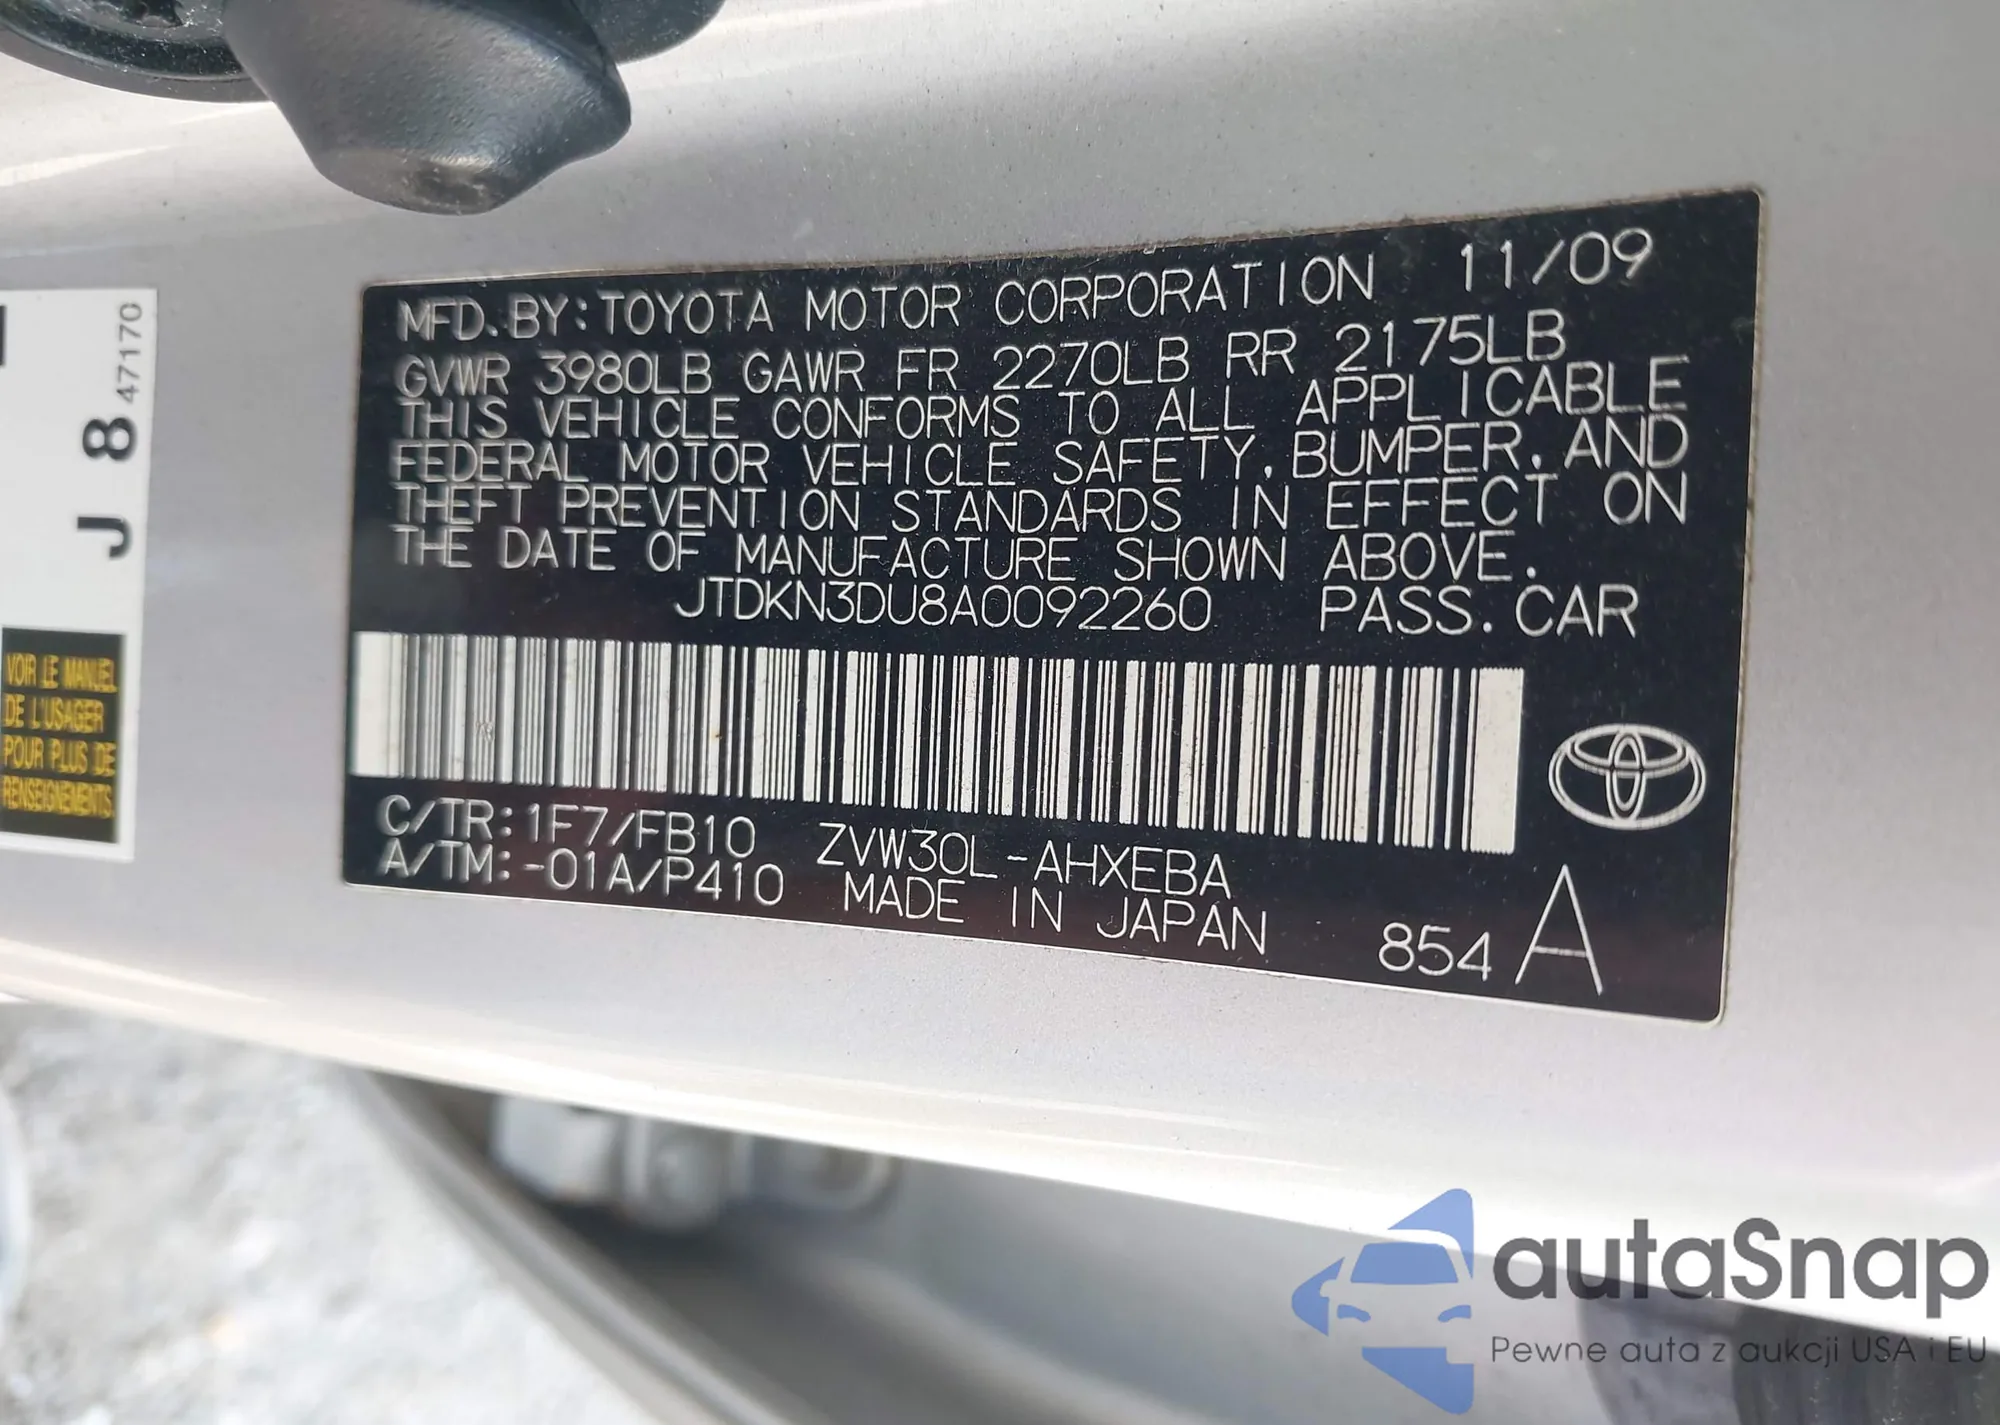 MFD. BY: TOYOTA MOTOR CORPORATION 11/09
GVWR 3980LB GAWR FR 2270LB RR 2175LB
THIS VEHICLE CONFORMS TO ALL APPLICABLE
FEDERAL MOTOR VEHICLE SAFETY, BUMPER, AND
THEFT PREVENTION STANDARDS IN EFFECT ON
THE DATE OF MANUFACTURE SHOWN ABOVE.
JTDKN3DU8A0092260 PASS. CAR
C/TR: 1F7/FB10 ZVW30L-AHXEBA
A/TM: -01A/P410 MADE IN JAPAN 854 A
J 8 47170
VOIR LE MANUEL
DE L'USAGER
POUR PLUS DE
RENSEIGNEMENTS.
autaSnap
Pewne auta z aukcji USA i EU